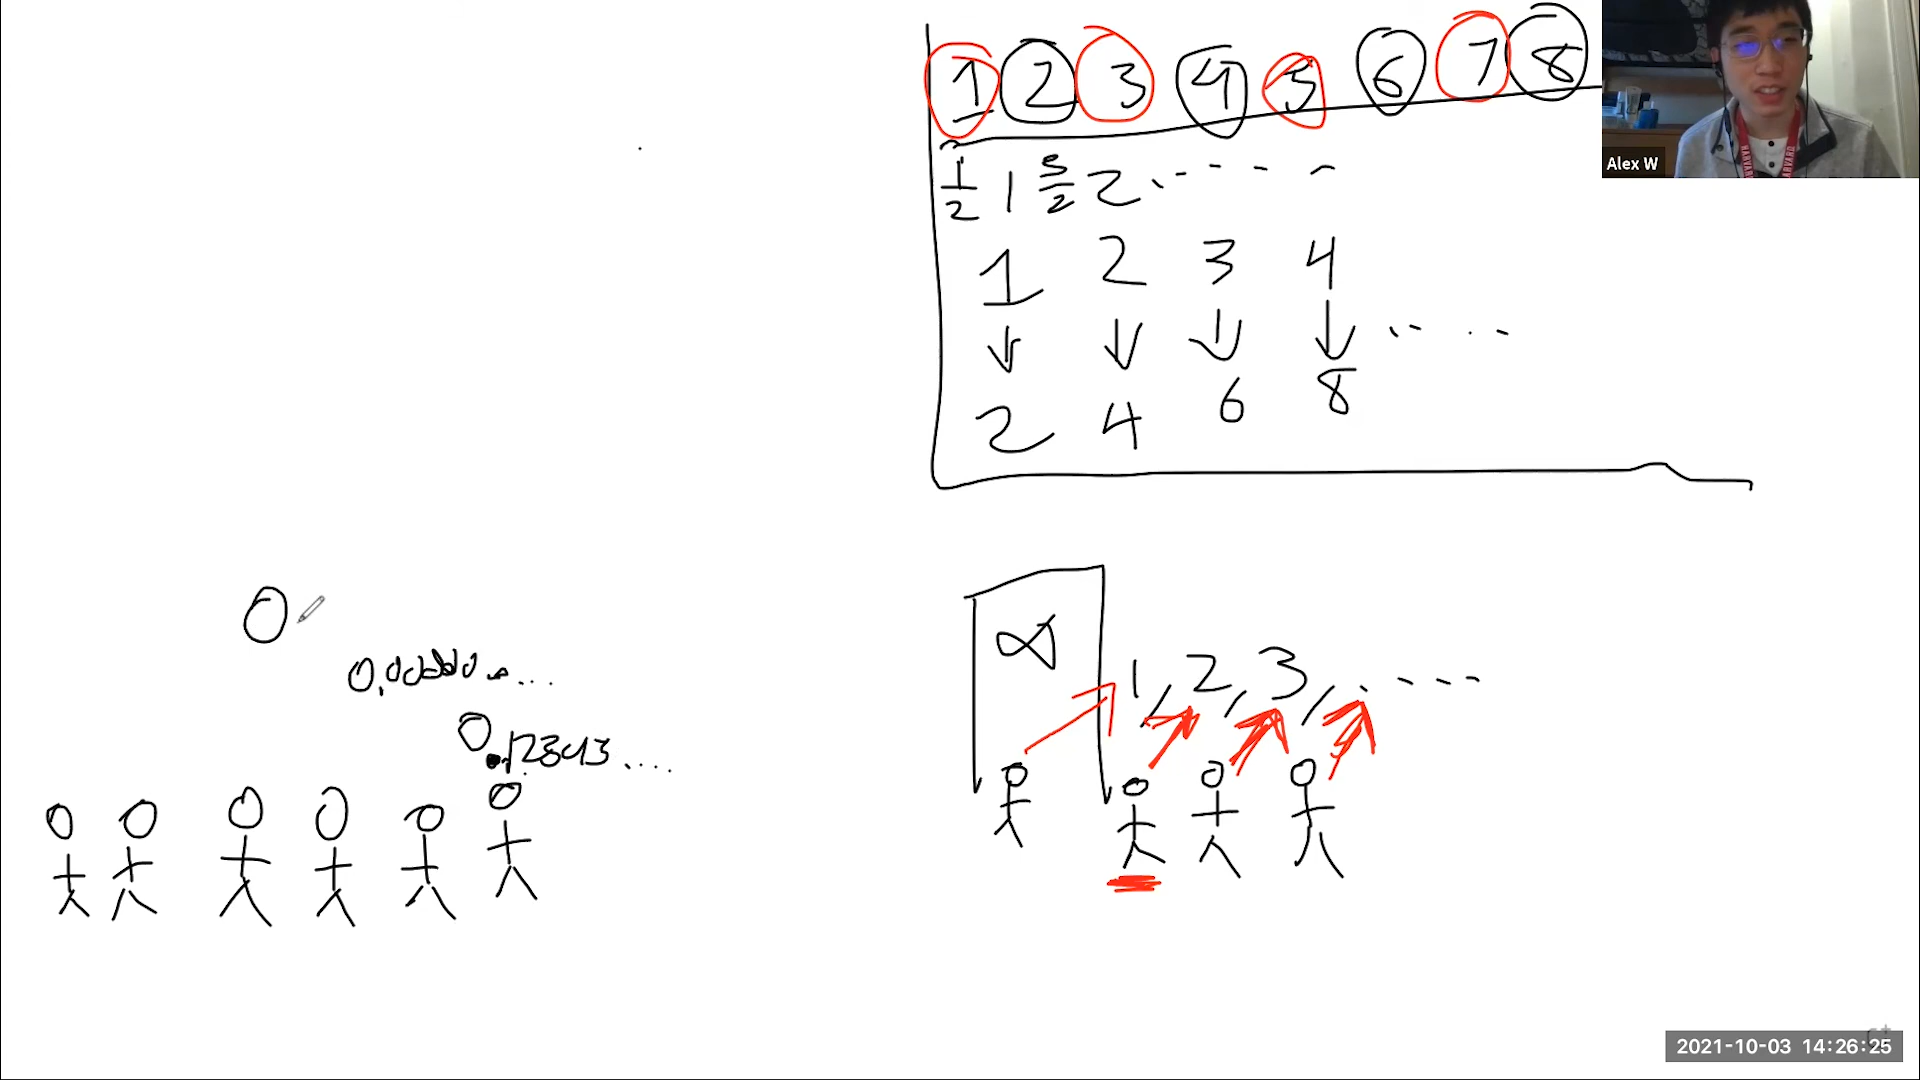 1 2 3 4 5 6 7 8
Alex W
1/2 1 3/2 2 . . . . . .
1 2 3 4
↓ ↓ ↓ ↓ . . . .
2 4 6 8
∞
1, 2, 3, . . . .
0
0.00000.....
0.12343....
2021-10-03 14:26:25